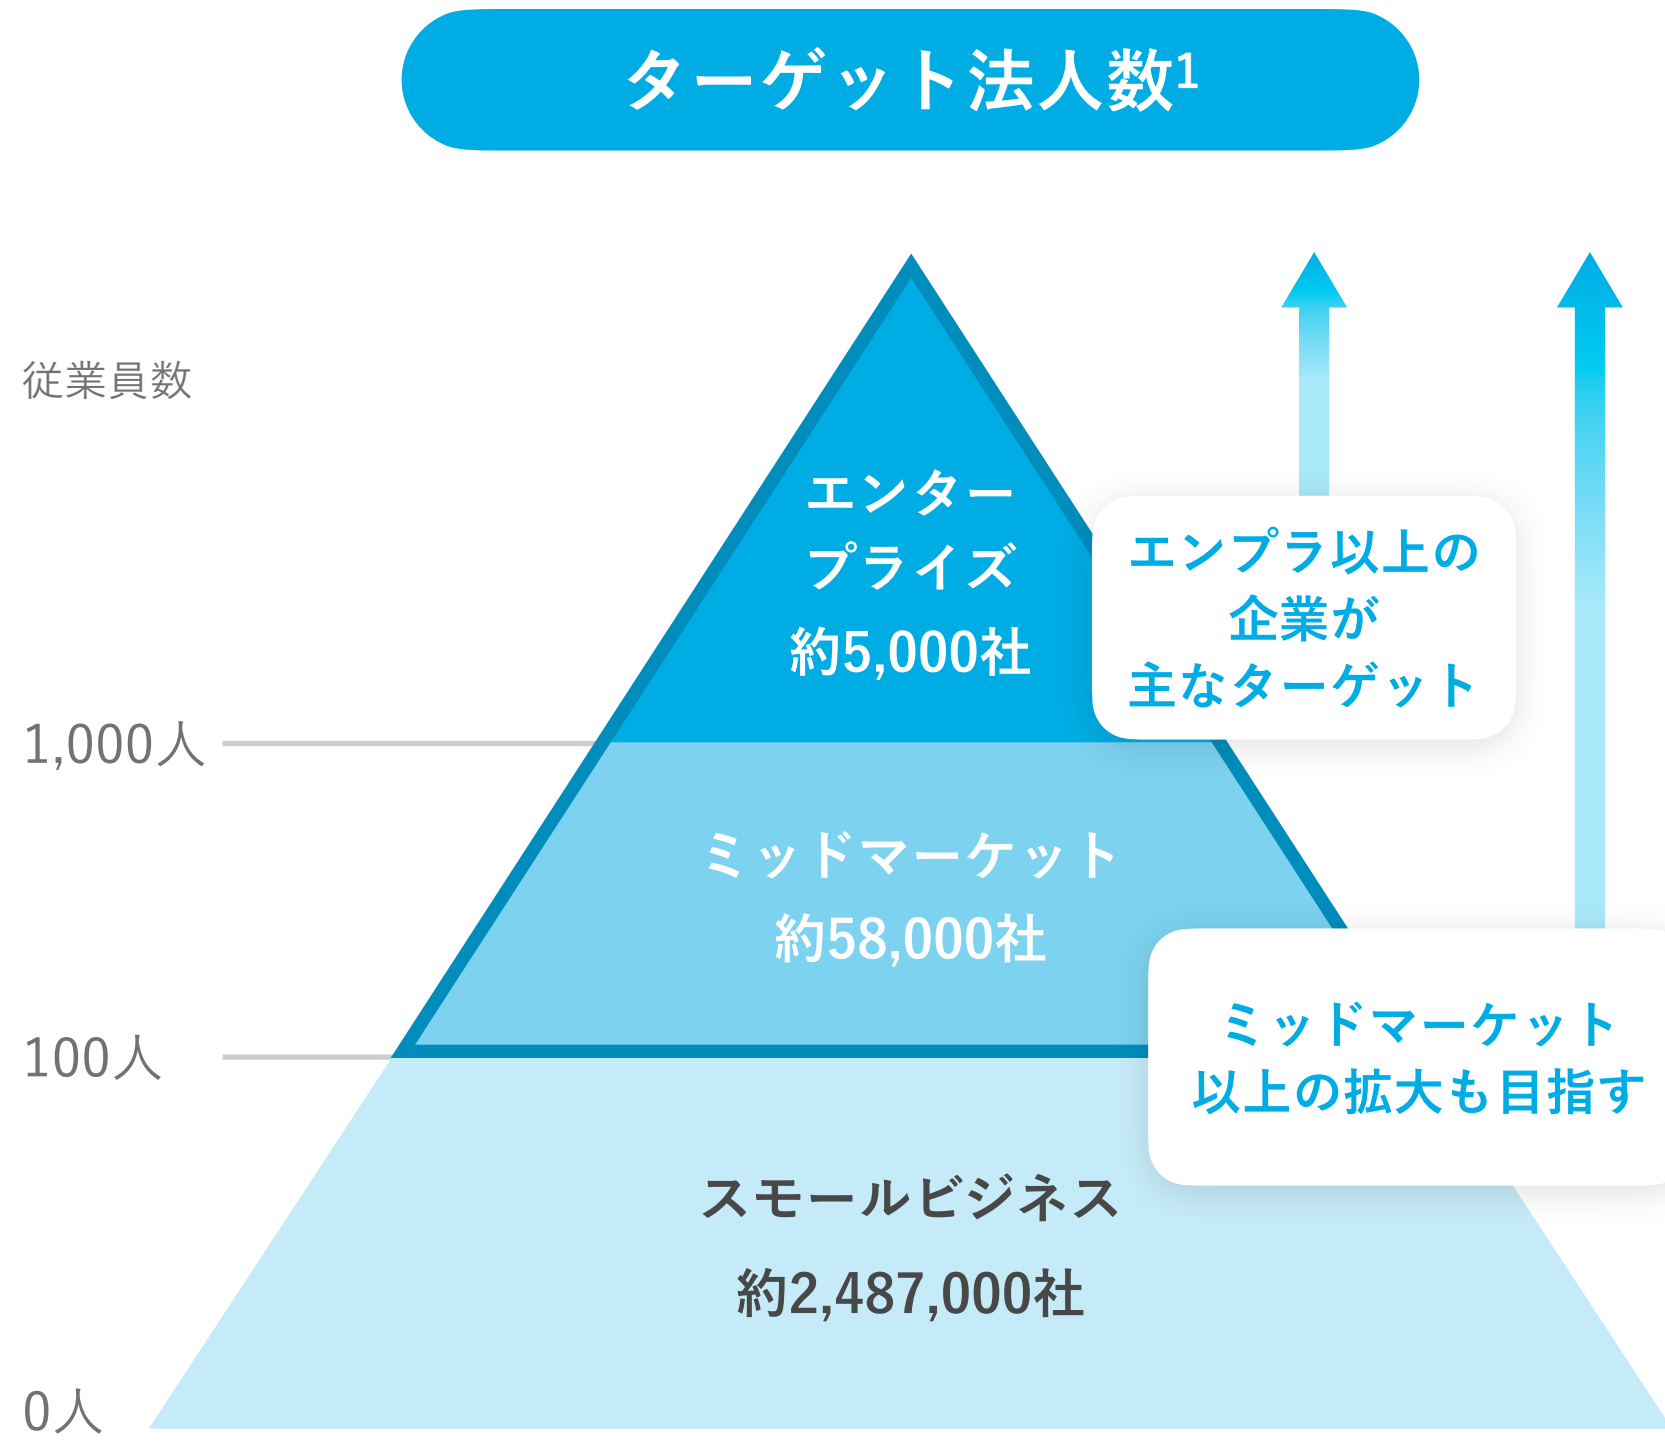 ターゲット法人数1
従業員数
エンター
プライズ
約5,000社
エンプラ以上の
企業が
主なターゲット
1,000人
ミッドマーケット
約58,000社
ミッドマーケット
以上の拡大も目指す
100人
スモールビジネス
約2,487,000社
0人